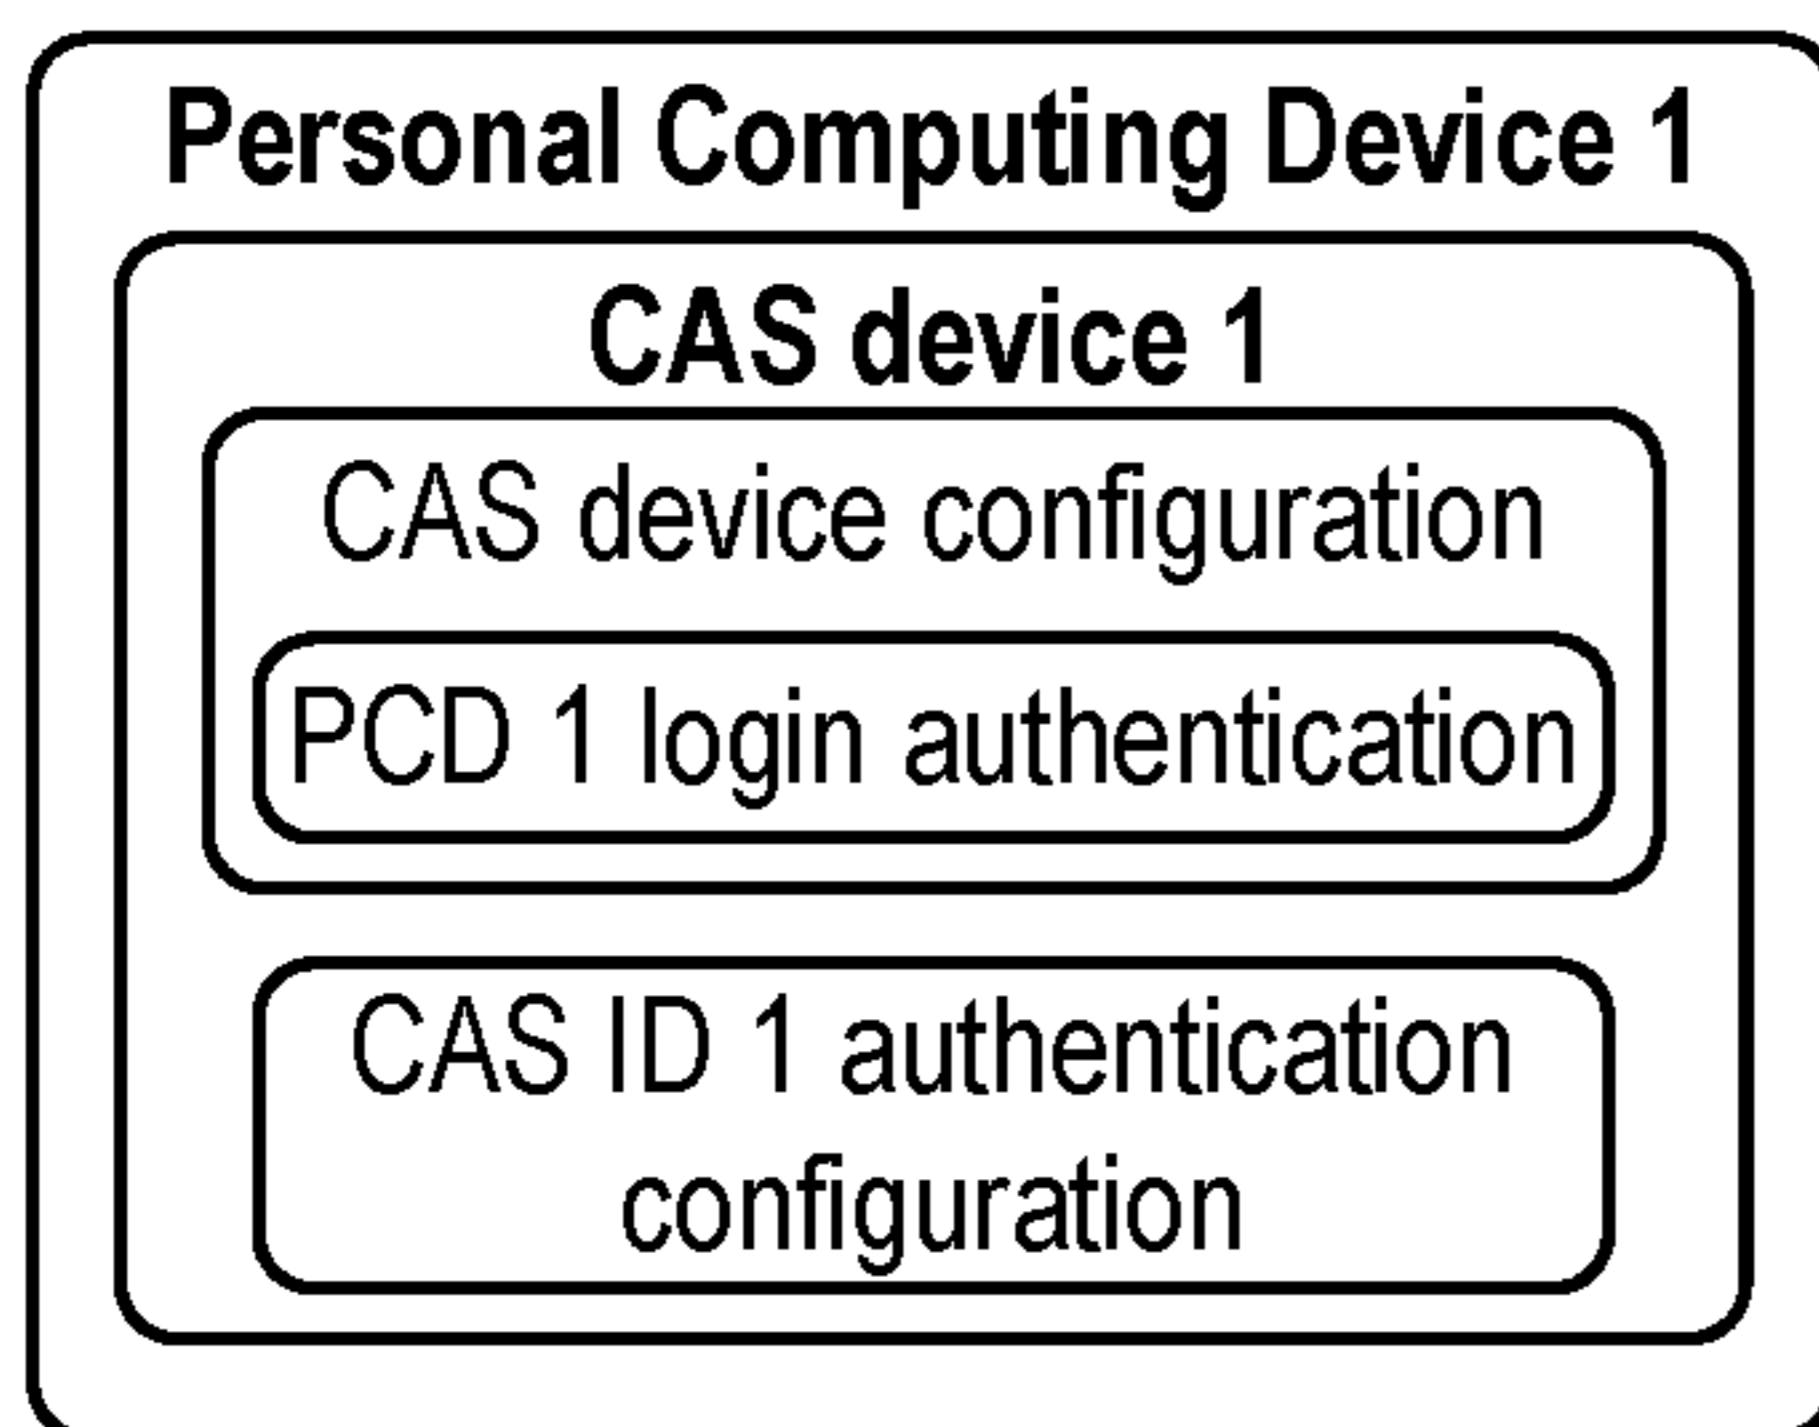 Personal Computing Device 1
CAS device 1
CAS device configuration
PCD 1 login authentication
CAS ID 1 authentication
configuration